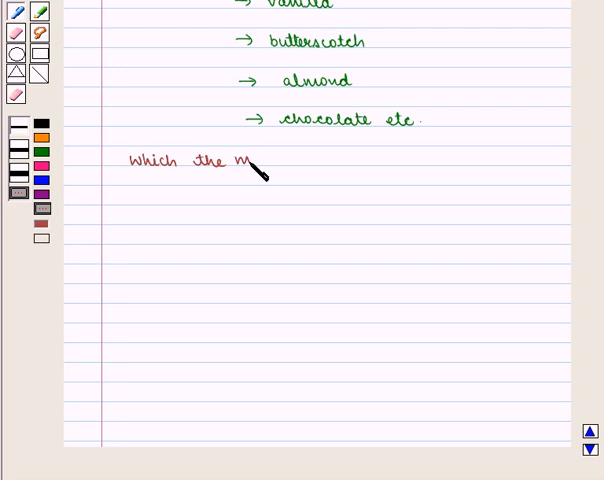 → vanilla
→ butterscotch
→ almond
→ chocolate etc.
Which the m